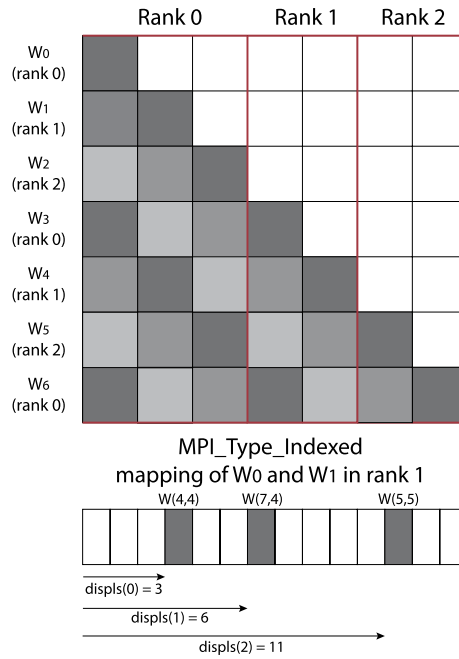 Rank 0 Rank 1 Rank 2
W0
(rank 0)
W1
(rank 1)
W2
(rank 2)
W3
(rank 0)
W4
(rank 1)
W5
(rank 2)
W6
(rank 0)
MPI_Type_Indexed
mapping of W0 and W1 in rank 1
W(4,4) W(7,4) W(5,5)
displs(0) = 3
displs(1) = 6
displs(2) = 11